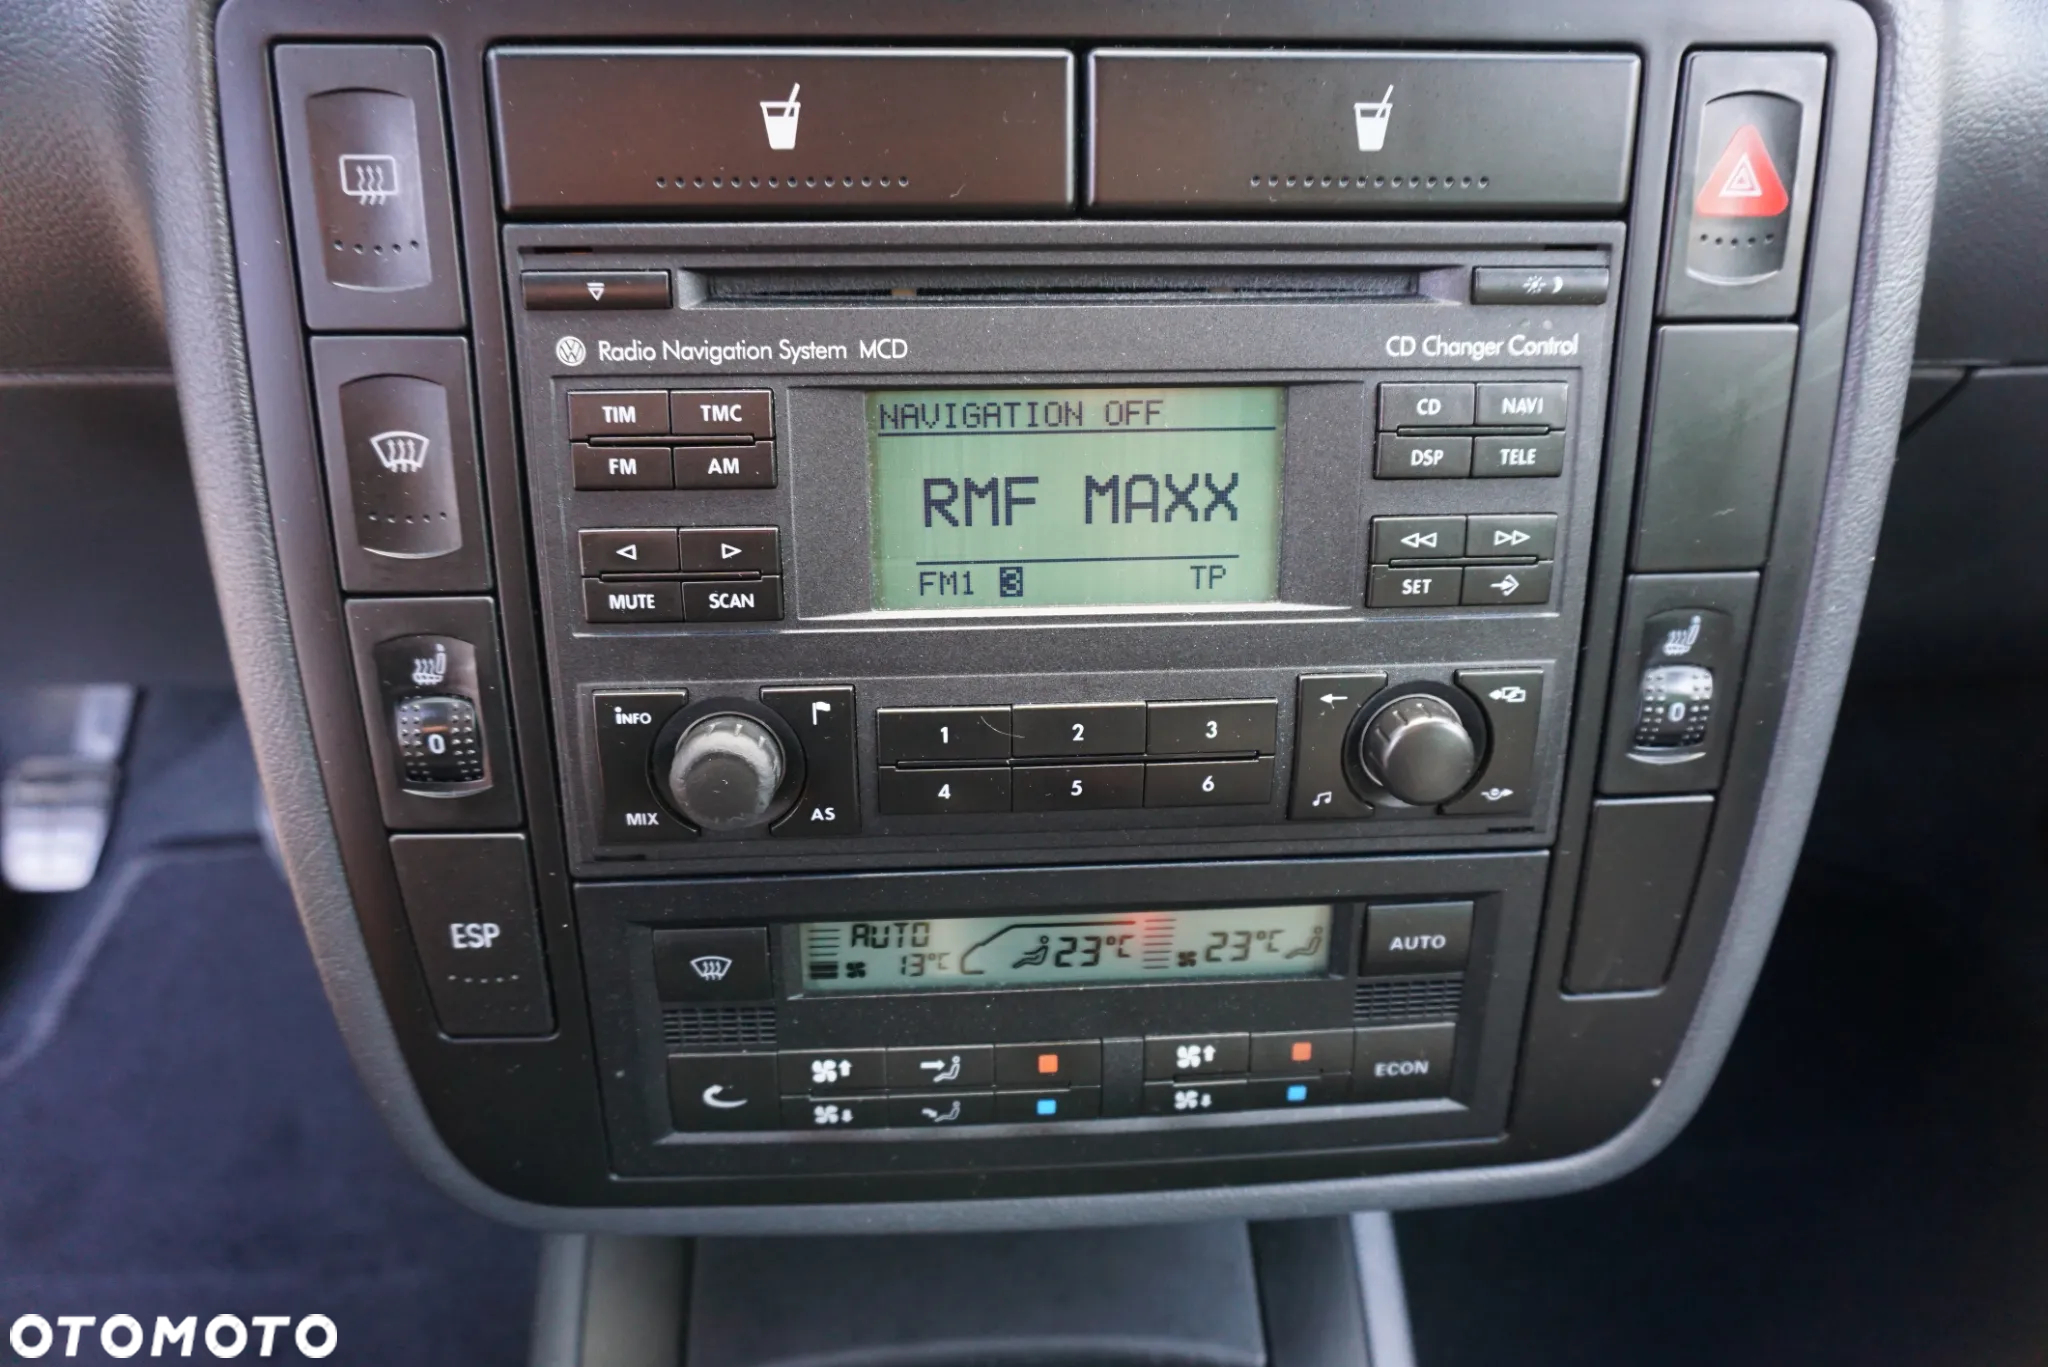 Radio Navigation System MCD
CD Changer Control
TIM TMC
FM AM
MUTE SCAN
NAVIGATION OFF
RMF MAXX
FM1 3 TP
CD NAVI
DSP TELE
SET
INFO
MIX AS
1 2 3
4 5 6
0
0
ESP
AUTO
13°C 23°C 23°C
AUTO
ECON
OTOMOTO